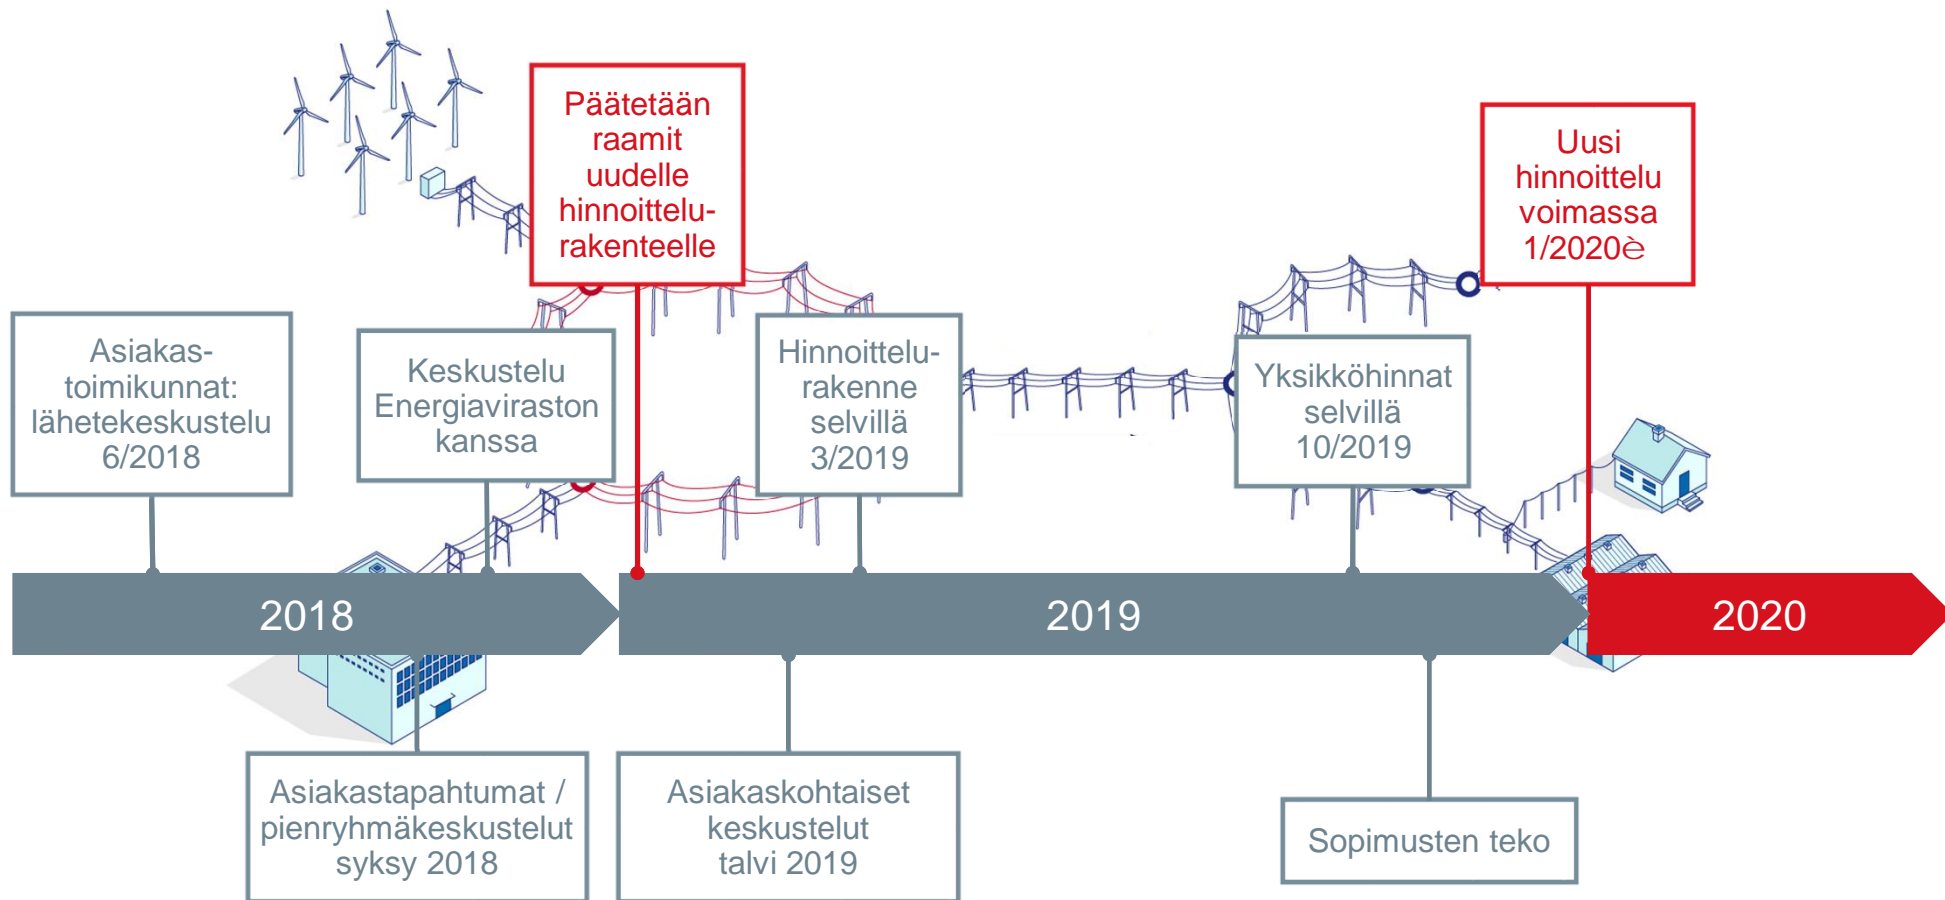 Päätetään
raamit
uudelle
hinnoittelu-
rakenteelle
Uusi
hinnoittelu
voimassa
1/2020è
Asiakas-
toimikunnat:
lähetekeskustelu
6/2018
Keskustelu
Energiaviraston
kanssa
Hinnoittelu-
rakenne
selvillä
3/2019
Yksikköhinnat
selvillä
10/2019
2018
2019
2020
Asiakastapahtumat /
pienryhmäkeskustelut
syksy 2018
Asiakaskohtaiset
keskustelut
talvi 2019
Sopimusten teko